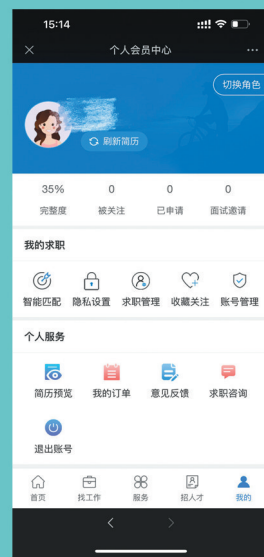 15:14
个人会员中心
切换角色
刷新简历
35% 0 0 0
完整度 被关注 已申请 面试邀请
我的求职
智能匹配 隐私设置 求职管理 收藏关注 账号管理
个人服务
简历预览 我的订单 意见反馈 求职咨询
退出账号
首页 找工作 服务 招人才 我的